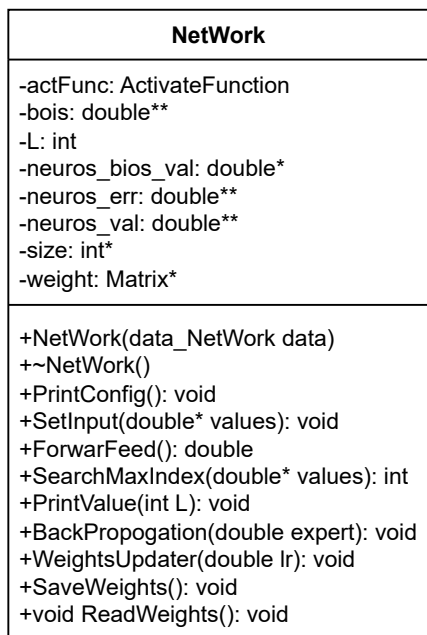 NetWork
-actFunc: ActivateFunction
-bois: double**
-L: int
-neuros_bios_val: double*
-neuros_err: double**
-neuros_val: double**
-size: int*
-weight: Matrix*
+NetWork(data_NetWork data)
+~NetWork()
+PrintConfig(): void
+SetInput(double* values): void
+ForwarFeed(): double
+SearchMaxIndex(double* values): int
+PrintValue(int L): void
+BackPropogation(double expert): void
+WeightsUpdater(double lr): void
+SaveWeights(): void
+void ReadWeights(): void